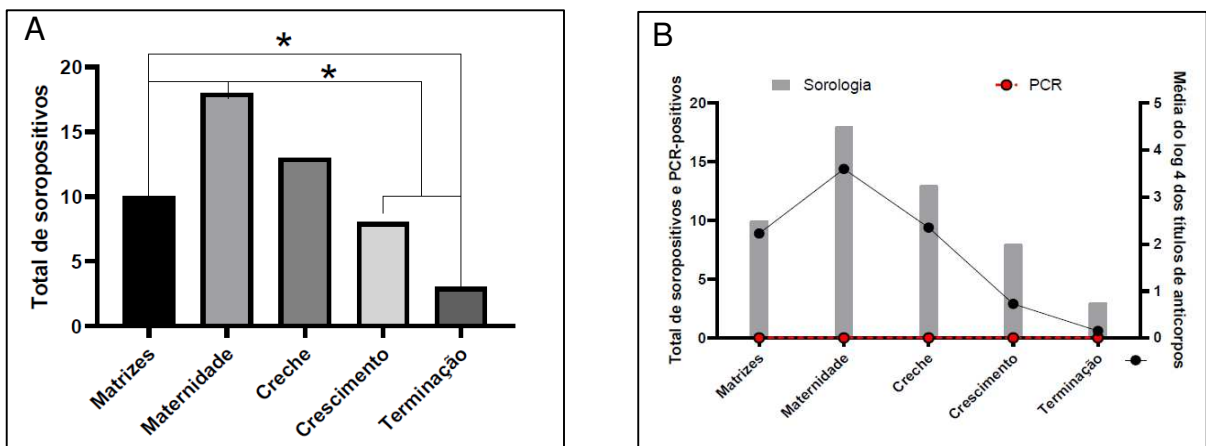 A
*
*
Total de soropositivos
20
15
10
5
0
Matrizes
Maternidade
Creche
Crescimento
Terminação
B
Sorologia
PCR
Total de soropositivos e PCR-positivos
20
15
10
5
0
Média do log 4 dos títulos de anticorpos
5
4
3
2
1
0
Matrizes
Maternidade
Creche
Crescimento
Terminação